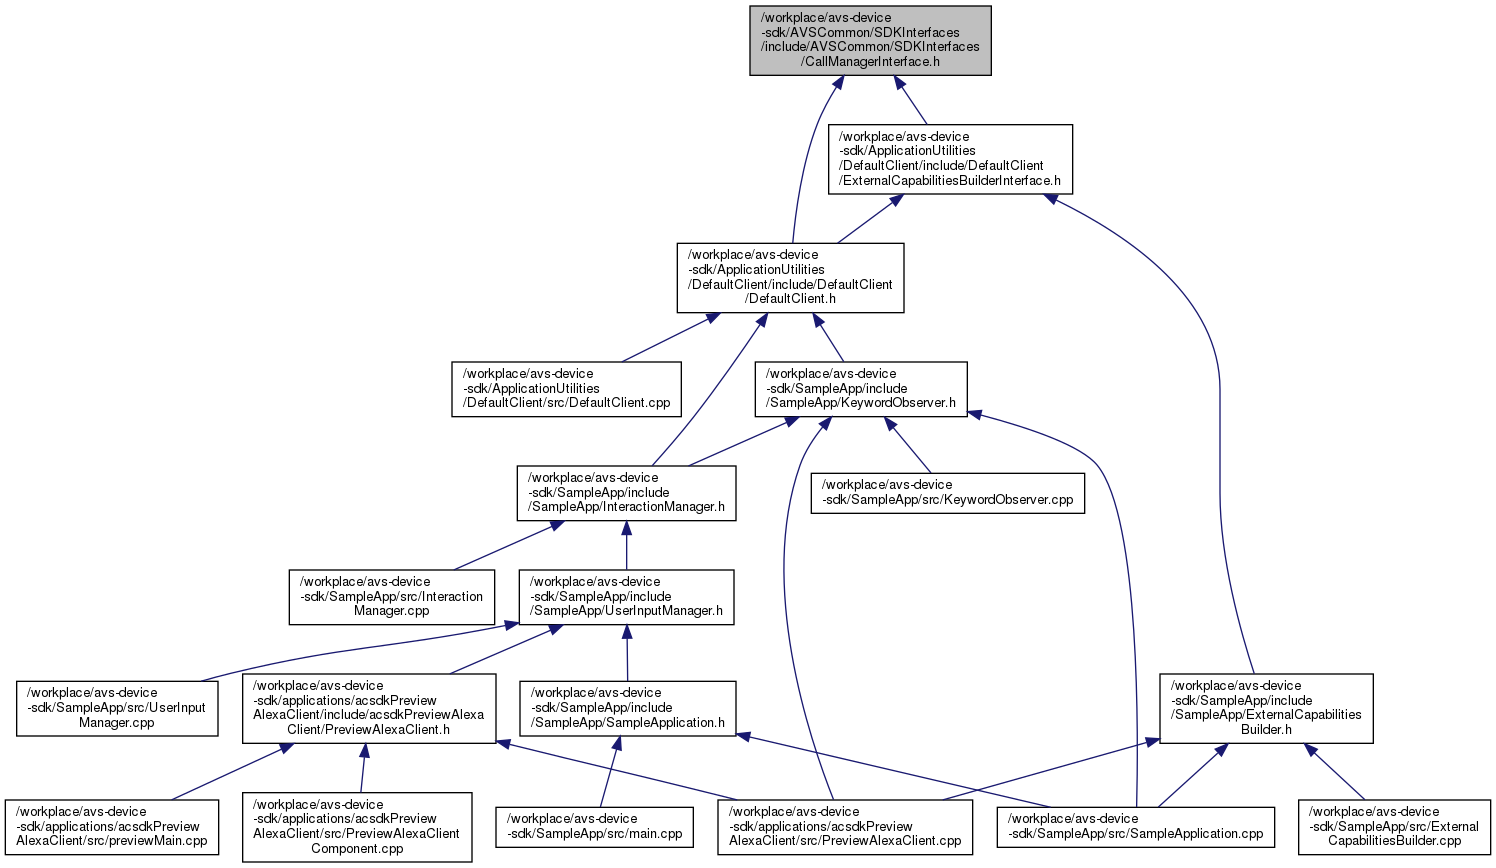 /workplace/avs-device
-sdk/AVSCommon/SDKInterfaces
/include/AVSCommon/SDKInterfaces
/CallManagerInterface.h
/workplace/avs-device
-sdk/ApplicationUtilities
/DefaultClient/include/DefaultClient
/ExternalCapabilitiesBuilderInterface.h
/workplace/avs-device
-sdk/ApplicationUtilities
/DefaultClient/include/DefaultClient
/DefaultClient.h
/workplace/avs-device
-sdk/ApplicationUtilities
/DefaultClient/src/DefaultClient.cpp
/workplace/avs-device
-sdk/SampleApp/include
/SampleApp/KeywordObserver.h
/workplace/avs-device
-sdk/SampleApp/include
/SampleApp/InteractionManager.h
/workplace/avs-device
-sdk/SampleApp/src/KeywordObserver.cpp
/workplace/avs-device
-sdk/SampleApp/src/Interaction
Manager.cpp
/workplace/avs-device
-sdk/SampleApp/include
/SampleApp/UserInputManager.h
/workplace/avs-device
-sdk/SampleApp/src/UserInput
Manager.cpp
/workplace/avs-device
-sdk/applications/acsdkPreview
AlexaClient/include/acsdkPreviewAlexa
Client/PreviewAlexaClient.h
/workplace/avs-device
-sdk/SampleApp/include
/SampleApp/SampleApplication.h
/workplace/avs-device
-sdk/SampleApp/include
/SampleApp/ExternalCapabilities
Builder.h
/workplace/avs-device
-sdk/applications/acsdkPreview
AlexaClient/src/previewMain.cpp
/workplace/avs-device
-sdk/applications/acsdkPreview
AlexaClient/src/PreviewAlexaClient
Component.cpp
/workplace/avs-device
-sdk/SampleApp/src/main.cpp
/workplace/avs-device
-sdk/applications/acsdkPreview
AlexaClient/src/PreviewAlexaClient.cpp
/workplace/avs-device
-sdk/SampleApp/src/SampleApplication.cpp
/workplace/avs-device
-sdk/SampleApp/src/External
CapabilitiesBuilder.cpp